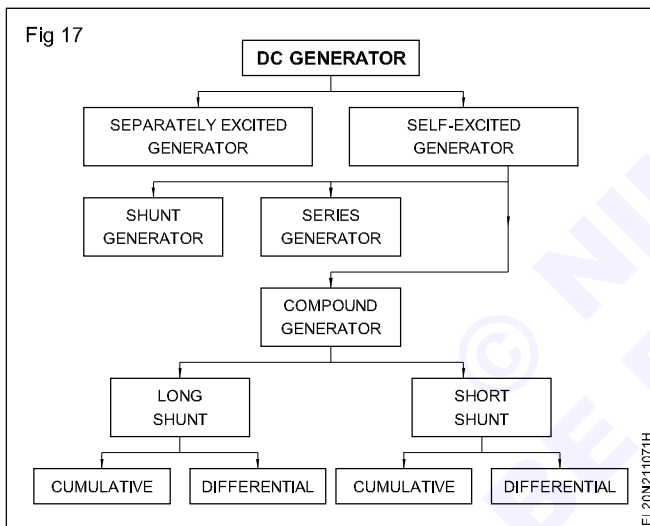 Fig 17
DC GENERATOR
SEPARATELY EXCITED
GENERATOR
SELF-EXCITED
GENERATOR
SHUNT
GENERATOR
SERIES
GENERATOR
COMPOUND
GENERATOR
LONG
SHUNT
SHORT
SHUNT
CUMULATIVE
DIFFERENTIAL
CUMULATIVE
DIFFERENTIAL
EL20N211071H